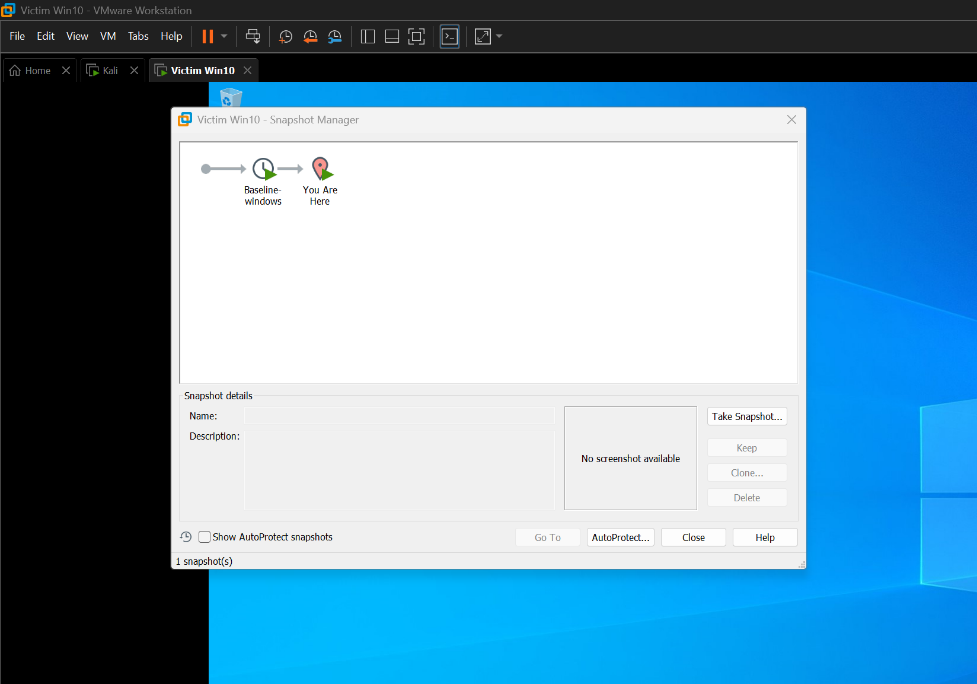 Victim Win10 - VMware Workstation
File Edit View VM Tabs Help
Home Kali Victim Win10
Victim Win10 - Snapshot Manager
Baseline-
windows
You Are
Here
Snapshot details
Name:
Description:
No screenshot available
Take Snapshot...
Keep
Clone...
Delete
Show AutoProtect snapshots
Go To AutoProtect... Close Help
1 snapshot(s)